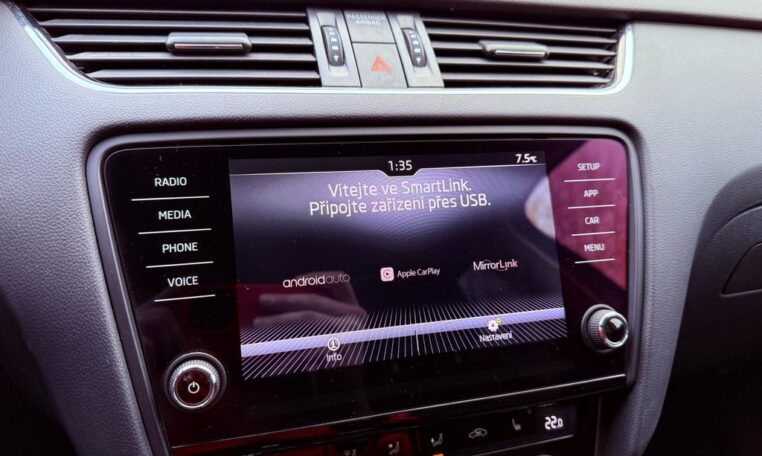 PASSENGER
AIRBAG
1:35
7.5°C
RADIO
MEDIA
PHONE
VOICE
Vítejte ve SmartLink.
Připojte zařízení přes USB.
androidauto
Apple CarPlay
MirrorLink
Info
Nastavení
SETUP
APP
CAR
MENU
22.0